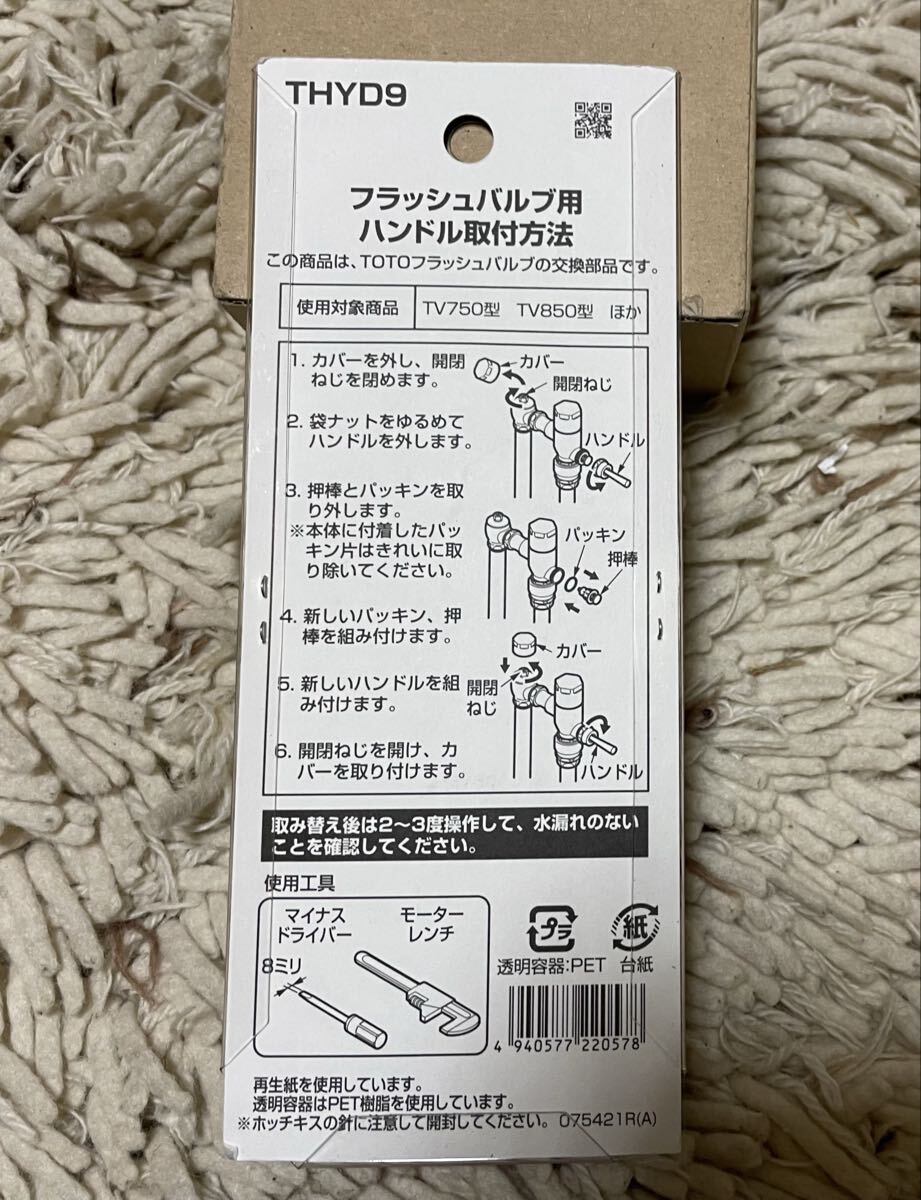 THYD9
フラッシュバルブ用
ハンドル取付方法
この商品は、TOTOフラッシュバルブの交換部品です。
使用対象商品 TV750型 TV850型 ほか
1. カバーを外し、開閉
ねじを閉めます。
2. 袋ナットをゆるめて
ハンドルを外します。
3. 押棒とパッキンを取
り外します。
※本体に付着したパッ
キン片はきれいに取
り除いてください。
4. 新しいパッキン、押
棒を組み付けます。
5. 新しいハンドルを組
み付けます。
6. 開閉ねじを開け、カ
バーを取り付けます。
カバー
開閉ねじ
ハンドル
パッキン
押棒
カバー
開閉
ねじ
ハンドル
取み替え後は2〜3度操作して、水漏れのない
ことを確認してください。
使用工具
マイナス
ドライバー
8ミリ
モーター
レンチ
プラ
紙
透明容器:PET 台紙
4 940577 220578
再生紙を使用しています。
透明容器はPET樹脂を使用しています。
※ホッチキスの針に注意して開封してください。 075421R(A)